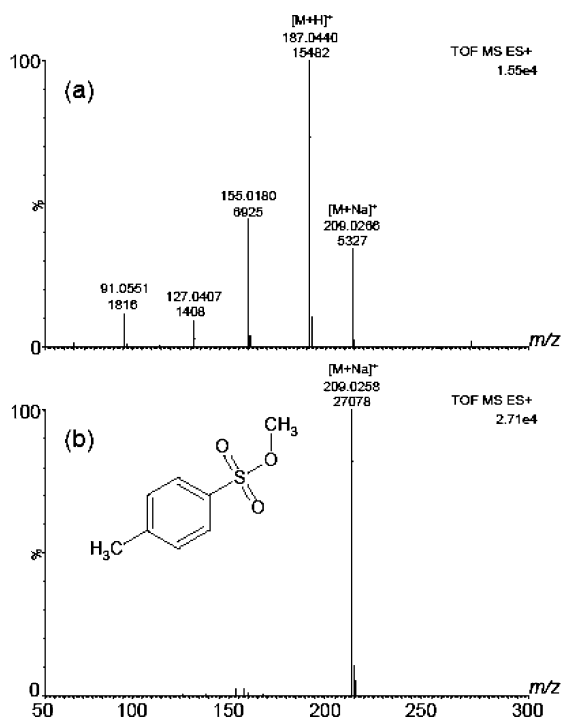 [M+H]⁺
187.0440
15482
TOF MS ES+
1.55e4
100
(a)
155.0180
6925
[M+Na]⁺
209.0266
5327
%
91.0551
1816
127.0407
1408
0
m/z
[M+Na]⁺
209.0258
27078
TOF MS ES+
2.71e4
100
(b)
CH₃
O
O
S
O
H₃C
%
0
m/z
50
100
150
200
250
300